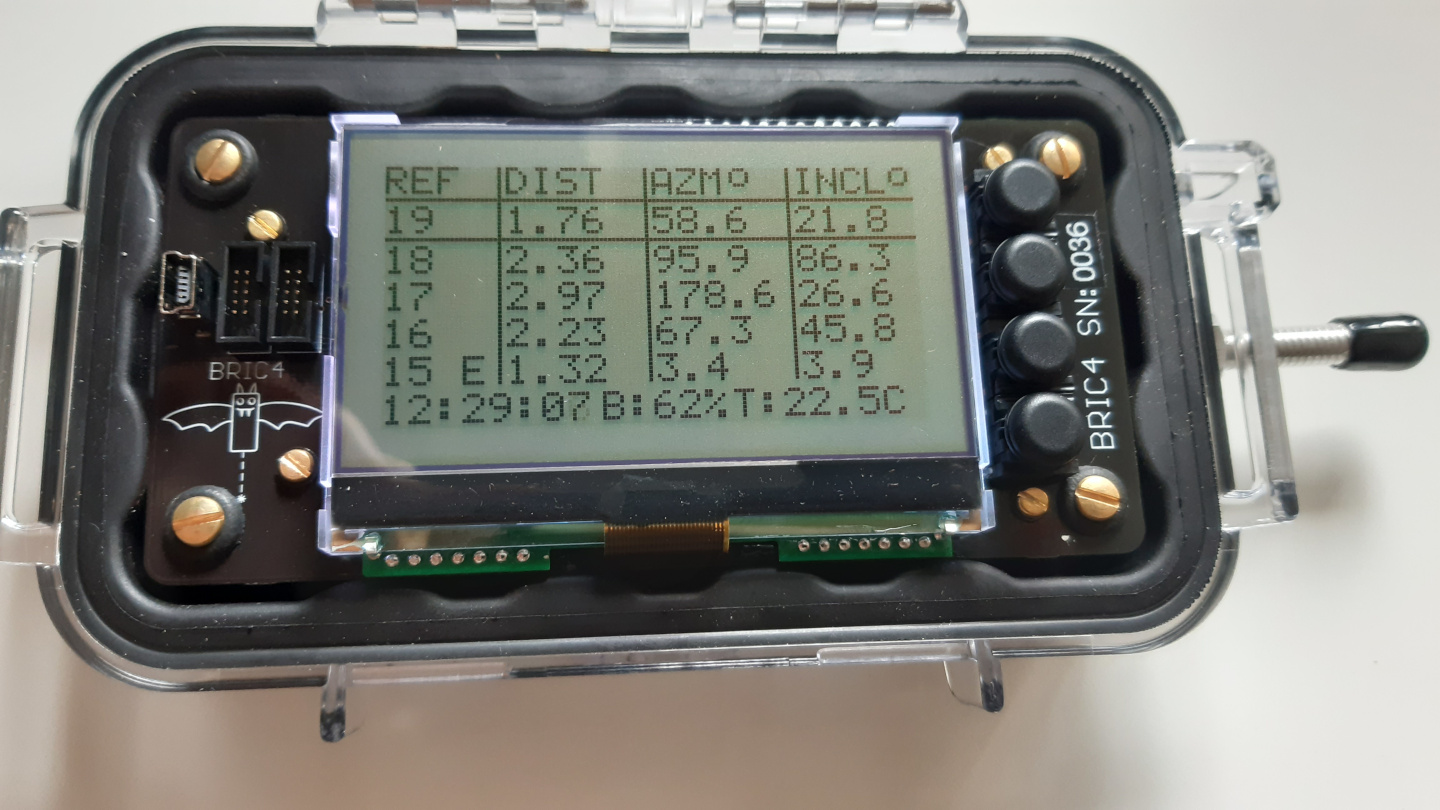 REF DIST AZMº INCLº
19 1.76 58.6 21.8
18 2.36 95.9 86.3
17 2.97 178.6 26.6
16 2.23 67.3 45.8
15 E 1.32 3.4 3.9
12:29:07 B:62% T:22.5C
BRIC4
BRIC4 SN:0036